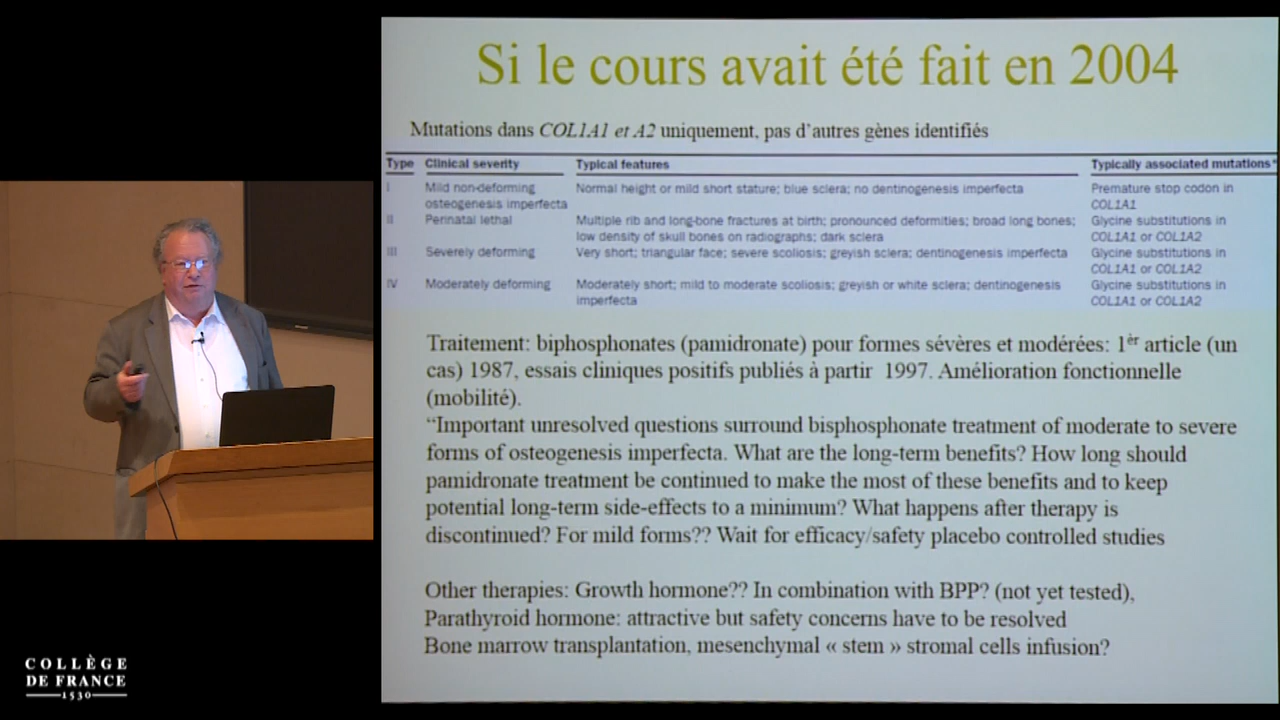 Si le cours avait été fait en 2004
Mutations dans COL1A1 et A2 uniquement, pas d'autres gènes identifiés
Type Clinical severity Typical features Typically associated mutations*
I Mild non-deforming osteogenesis imperfecta Normal height or mild short stature; blue sclera; no dentinogenesis imperfecta Premature stop codon in COL1A1
II Perinatal lethal Multiple rib and long-bone fractures at birth; pronounced deformities; broad long bones; low density of skull bones on radiographs; dark sclera Glycine substitutions in COL1A1 or COL1A2
III Severely deforming Very short; triangular face; severe scoliosis; greyish sclera; dentinogenesis imperfecta Glycine substitutions in COL1A1 or COL1A2
IV Moderately deforming Moderately short; mild to moderate scoliosis; greyish or white sclera; dentinogenesis imperfecta Glycine substitutions in COL1A1 or COL1A2
Traitement: biphosphonates (pamidronate) pour formes sévères et modérées: 1èr article (un
cas) 1987, essais cliniques positifs publiés à partir 1997. Amélioration fonctionnelle
(mobilité).
“Important unresolved questions surround bisphosphonate treatment of moderate to severe
forms of osteogenesis imperfecta. What are the long-term benefits? How long should
pamidronate treatment be continued to make the most of these benefits and to keep
potential long-term side-effects to a minimum? What happens after therapy is
discontinued? For mild forms?? Wait for efficacy/safety placebo controlled studies
Other therapies: Growth hormone?? In combination with BPP? (not yet tested),
Parathyroid hormone: attractive but safety concerns have to be resolved
Bone marrow transplantation, mesenchymal « stem » stromal cells infusion?
COLLÈGE
DE FRANCE
1530